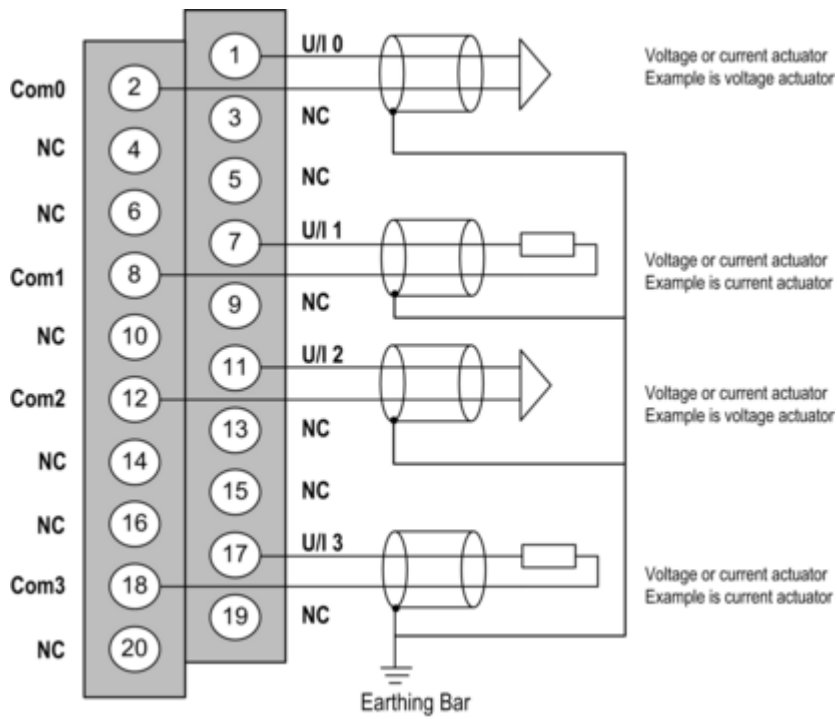 1 U/I 0
Voltage or current actuator
Example is voltage actuator
Com0 2
3 NC
NC 4
5 NC
NC 6
7 U/I 1
Voltage or current actuator
Example is current actuator
Com1 8
9 NC
NC 10
11 U/I 2
Voltage or current actuator
Example is voltage actuator
Com2 12
13 NC
NC 14
15 NC
NC 16
17 U/I 3
Voltage or current actuator
Example is current actuator
Com3 18
19 NC
NC 20
Earthing Bar